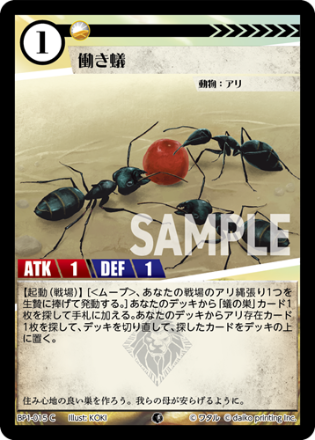 1
働き蟻
動物：アリ
SAMPLE
ATK 1 DEF 1
【起動(戦場)】[<ムーブ>、あなたの戦場のアリ縄張り1つを
生贄に捧げて発動する。]あなたのデッキから「蟻の巣」カード1
枚を探して手札に加える。あなたのデッキからアリ存在カード
1枚を探して、デッキを切り直して、探したカードをデッキの上に
置く。
住み心地の良い巣を作ろう。我らの母が安らげるように。
BP1-015 C Illust: KOKI © ワタル © daiko printing inc.